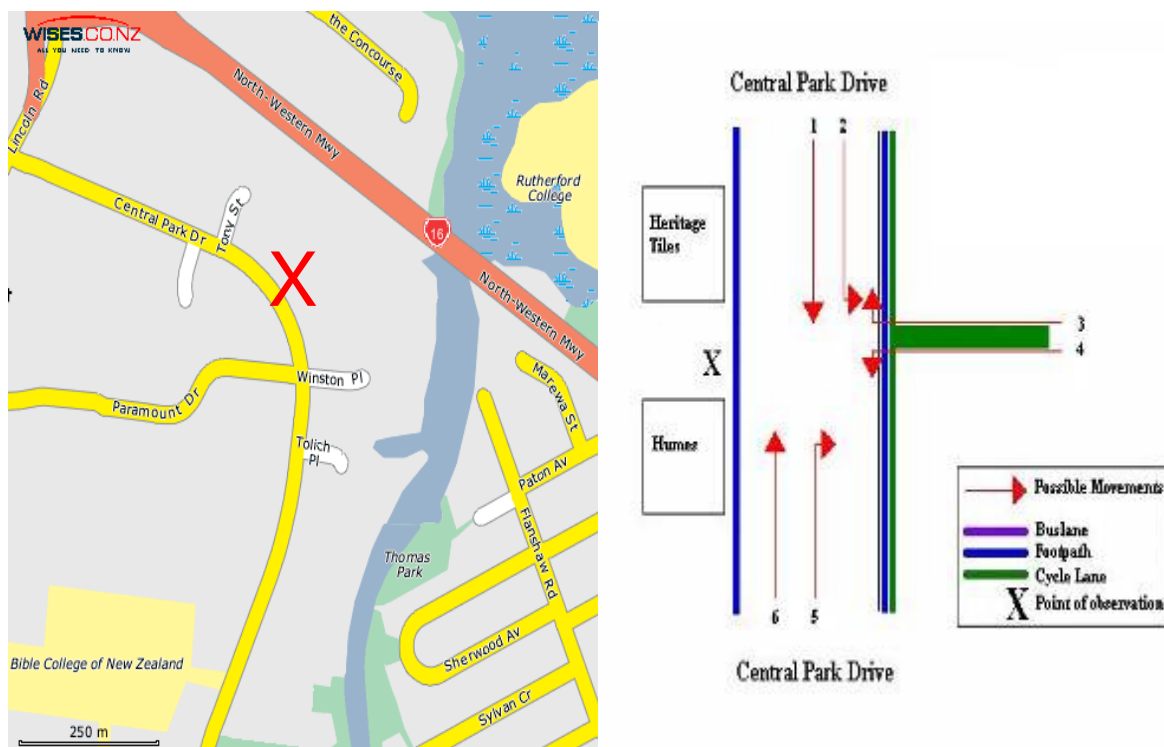 WISES.CO.NZ
ALL YOU NEED TO KNOW
the Concourse
North-Western Mwy
Lincoln Rd
Rutherford
College
Central Park Dr
Tony St
16
X
North-Western Mwy
Winston Pl
Marewa St
Paramount Dr
Tolich
Pl
Paton Av
Flanshaw Rd
Thomas
Park
Sherwood Av
Bible College of New Zealand
Sylvan Cr
250 m
Central Park Drive
1 2
Heritage
Tiles
3
4
X
Humes
Possible Movements
Buslane
Footpath
Cycle Lane
X Point of observation
6 5
Central Park Drive